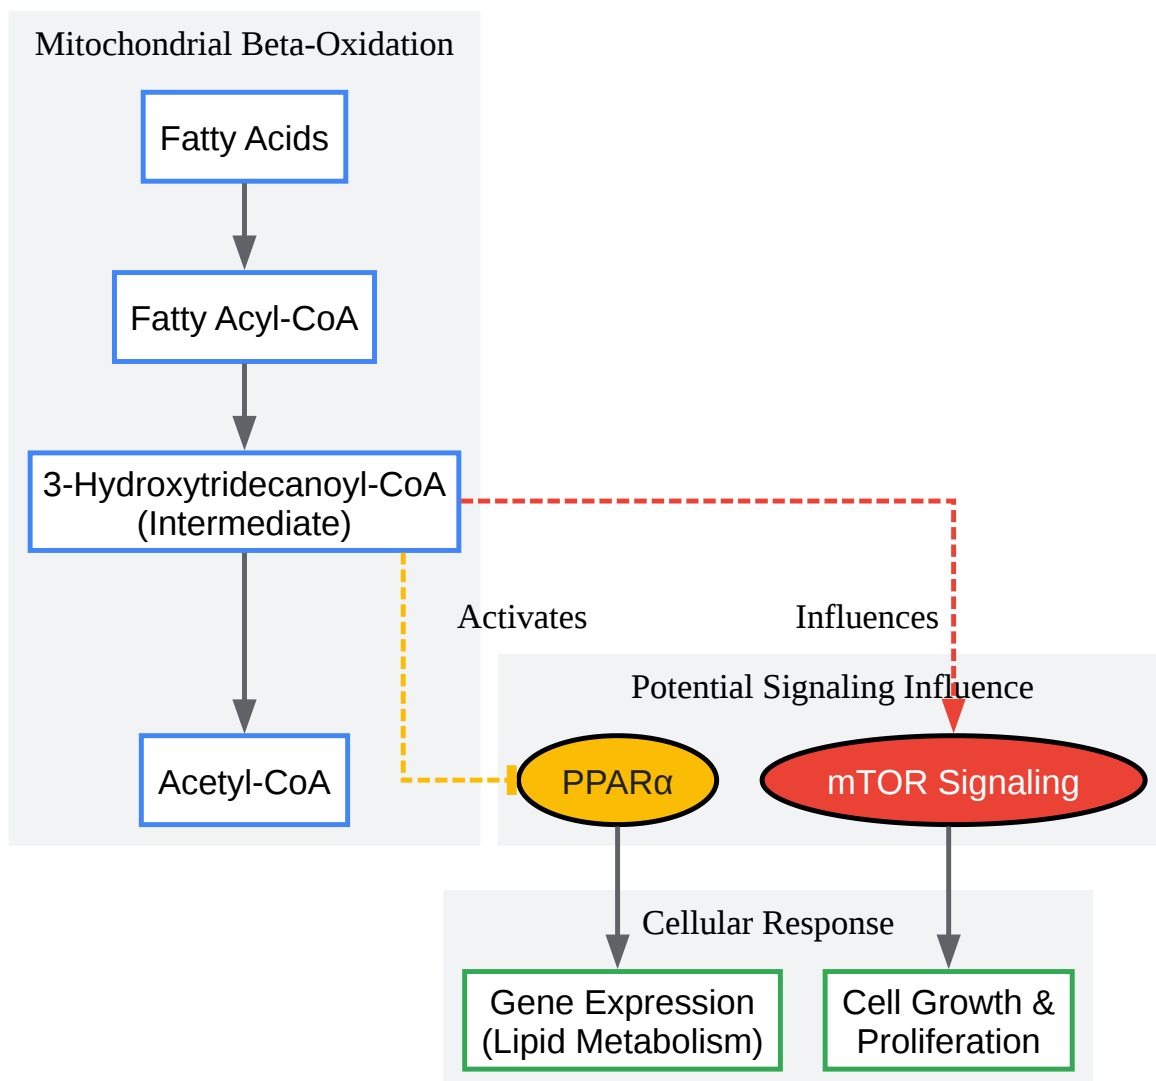 Mitochondrial Beta-Oxidation
Fatty Acids
Fatty Acyl-CoA
3-Hydroxytridecanoyl-CoA
(Intermediate)
Activates
Influences
Potential Signaling Influence
Acetyl-CoA
PPARα
mTOR Signaling
Cellular Response
Gene Expression
(Lipid Metabolism)
Cell Growth &
Proliferation